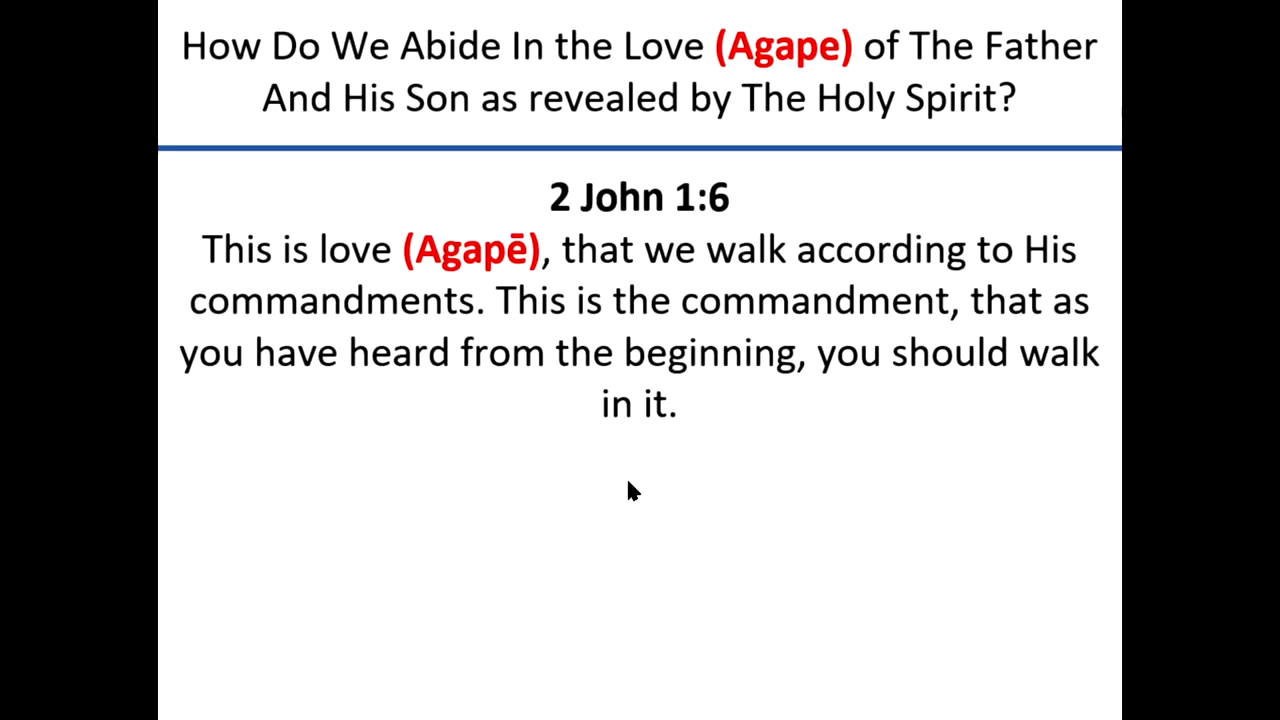 How Do We Abide In the Love (Agape) of The Father
And His Son as revealed by The Holy Spirit?
2 John 1:6
This is love (Agapē), that we walk according to His
commandments. This is the commandment, that as
you have heard from the beginning, you should walk
in it.